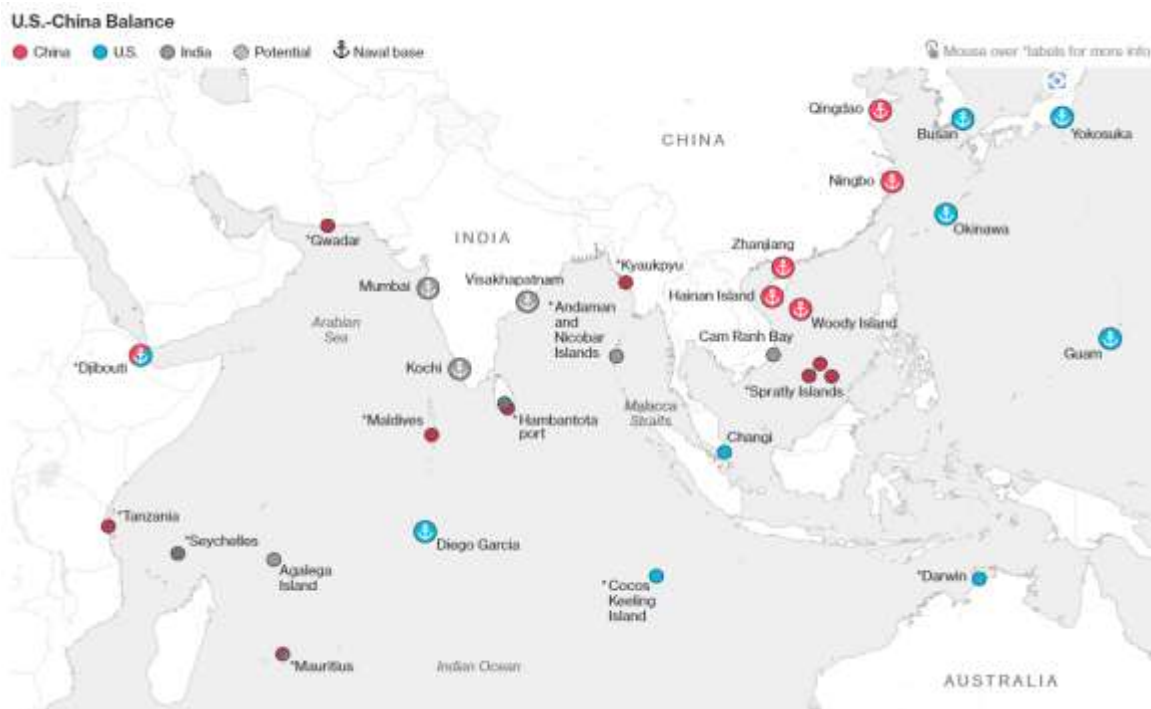 U.S.-China Balance
China U.S. India Potential Naval base
Mouse over *labels for more info
Qingdao
Busan
Yokosuka
CHINA
Ningbo
Okinawa
*Gwadar
INDIA
Zhanjiang
*Kyaukpyu
Mumbai
Visakhapatnam
Hainan Island
*Andaman
and
Nicobar
Islands
Woody Island
Arabian
Sea
Cam Ranh Bay
Guam
*Djibouti
Kochi
*Spratly Islands
*Maldives
*Hambantota
port
Malacca
Straits
Changi
*Tanzania
*Seychelles
Diego Garcia
Agalega
Island
*Cocos
Keeling
Island
*Darwin
*Mauritius
Indian Ocean
AUSTRALIA